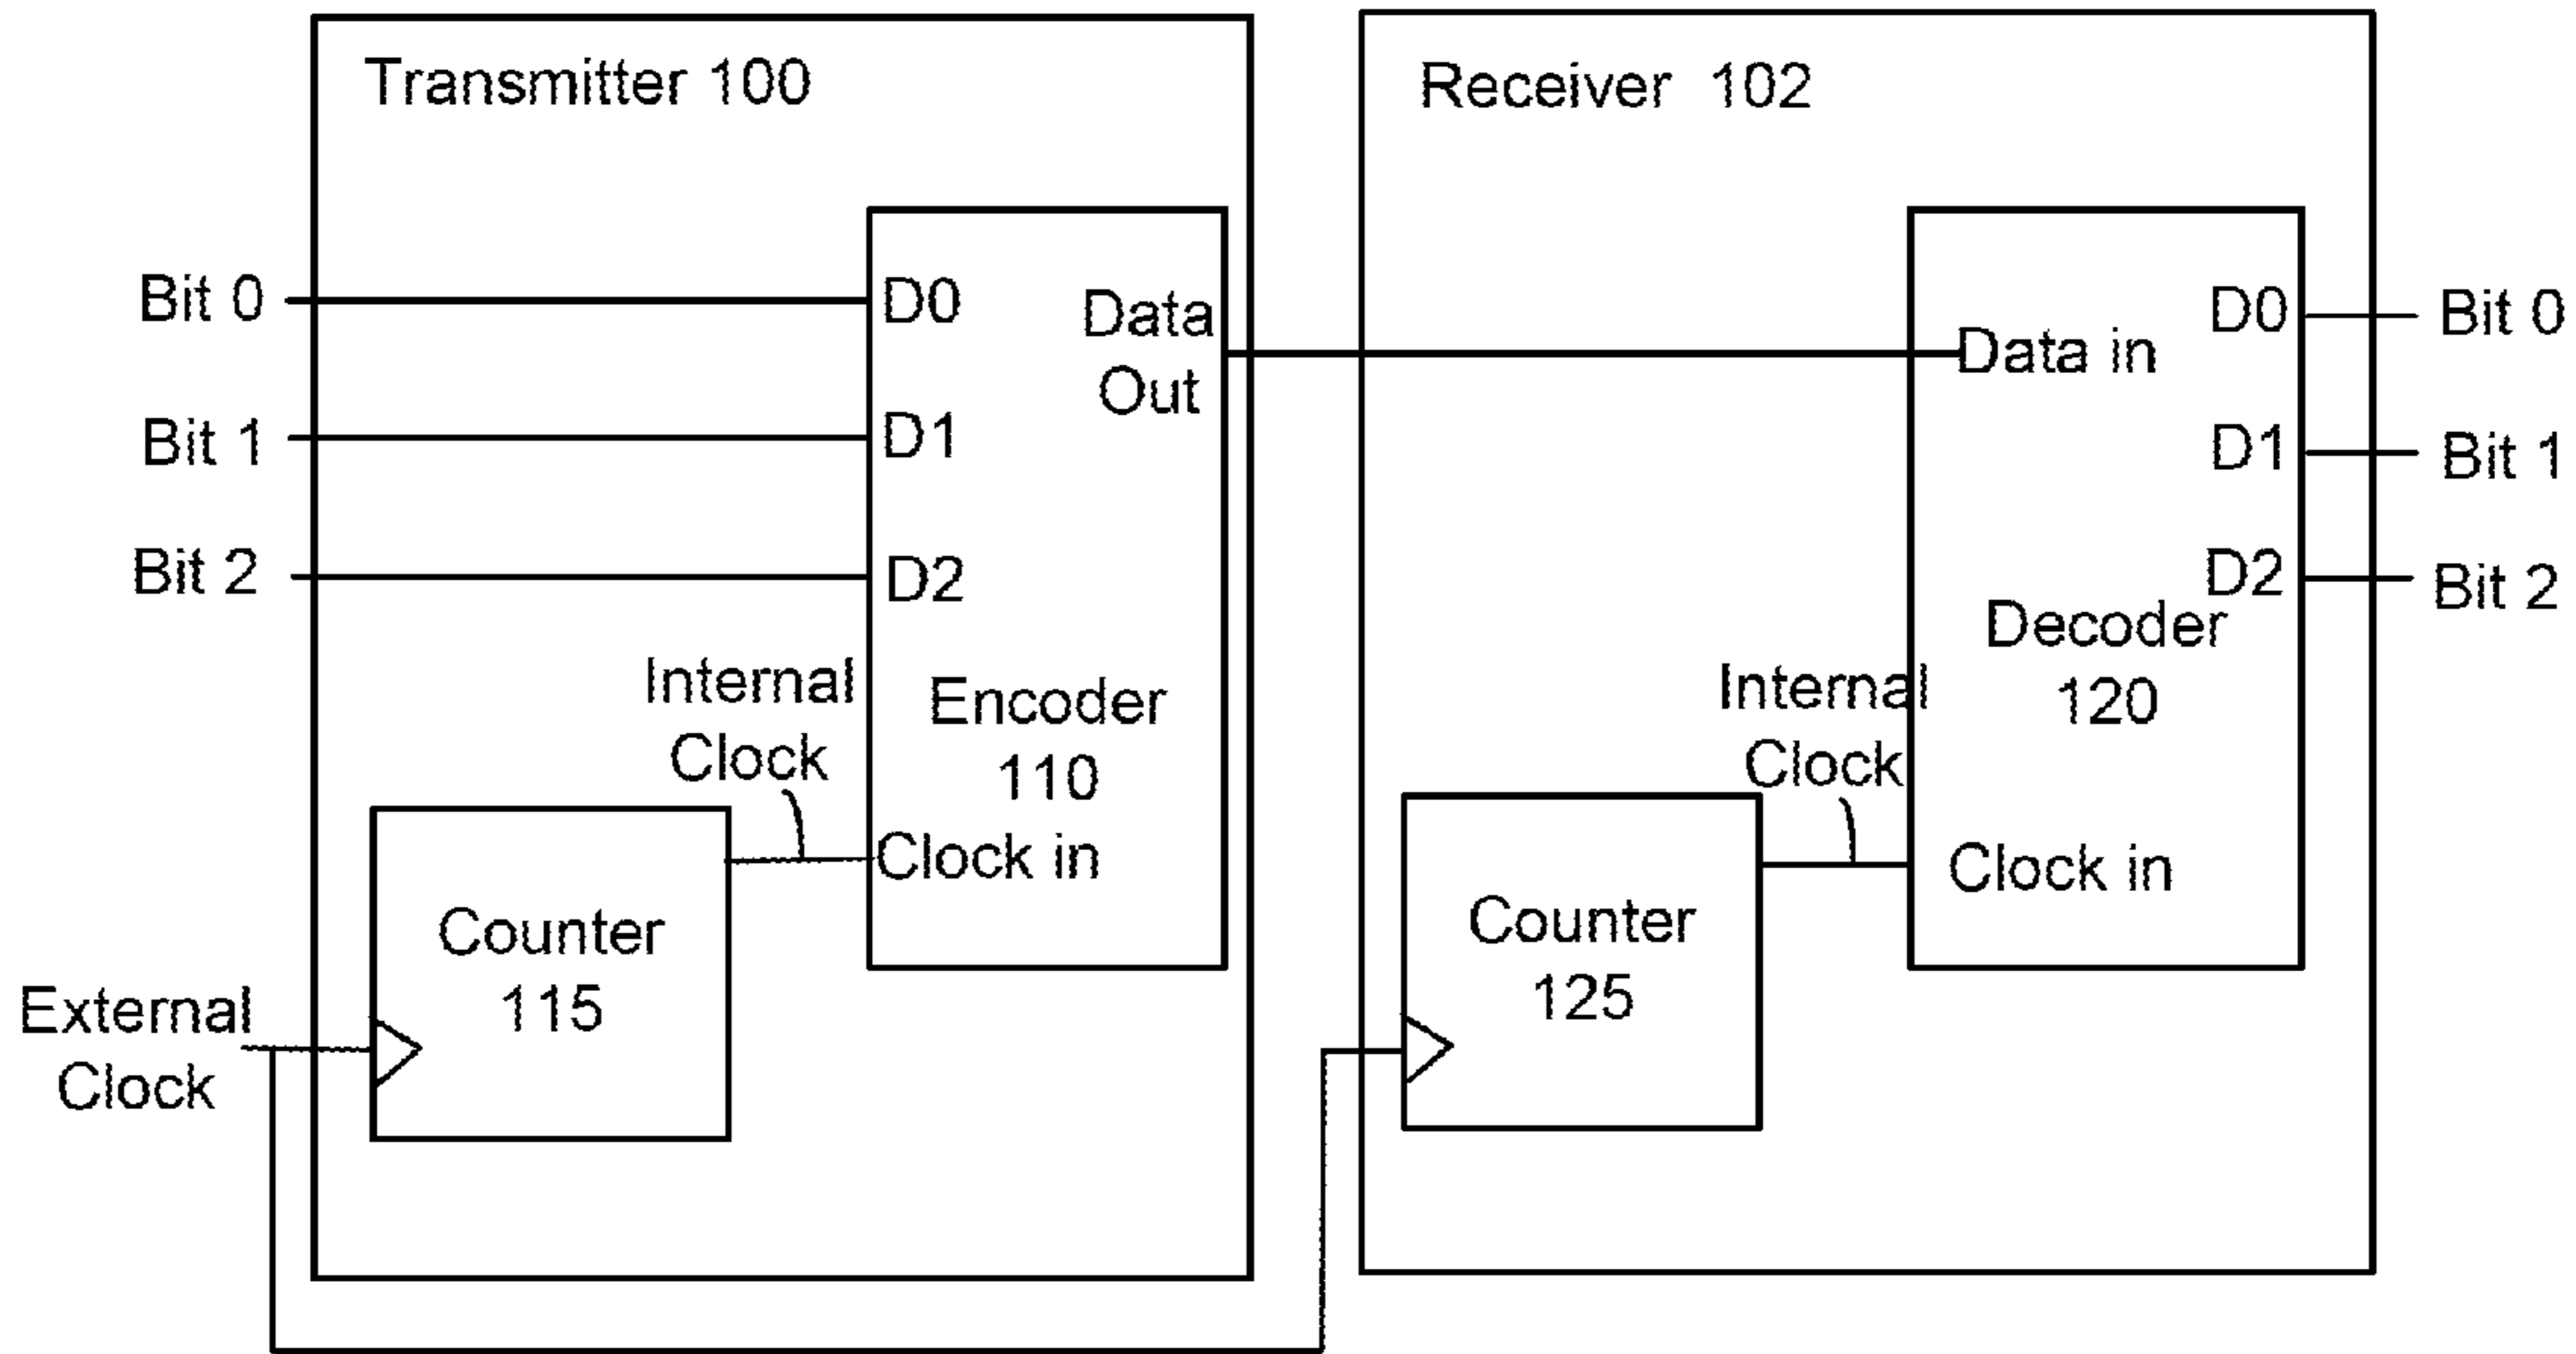 Transmitter 100
Bit 0
Bit 1
Bit 2
D0
D1
D2
Data
Out
Internal
Clock
Encoder
110
Clock in
Counter
115
External
Clock
Receiver 102
Data in
D0
D1
D2
Decoder
120
Internal
Clock
Clock in
Counter
125
Bit 0
Bit 1
Bit 2